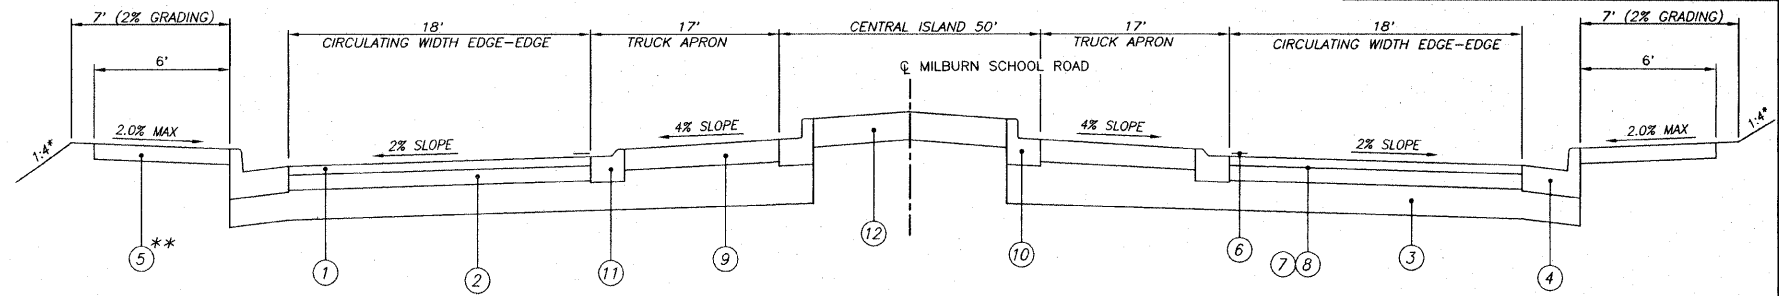 7' (2% GRADING)
18'
CIRCULATING WIDTH EDGE-EDGE
17'
TRUCK APRON
CENTRAL ISLAND 50'
17'
TRUCK APRON
18'
CIRCULATING WIDTH EDGE-EDGE
7' (2% GRADING)
6'
℄ MILBURN SCHOOL ROAD
6'
1:4*
2.0% MAX
2% SLOPE
4% SLOPE
4% SLOPE
2% SLOPE
2.0% MAX
1:4*
5 **
1
2
11
9
12
10
6
7 8
3
4